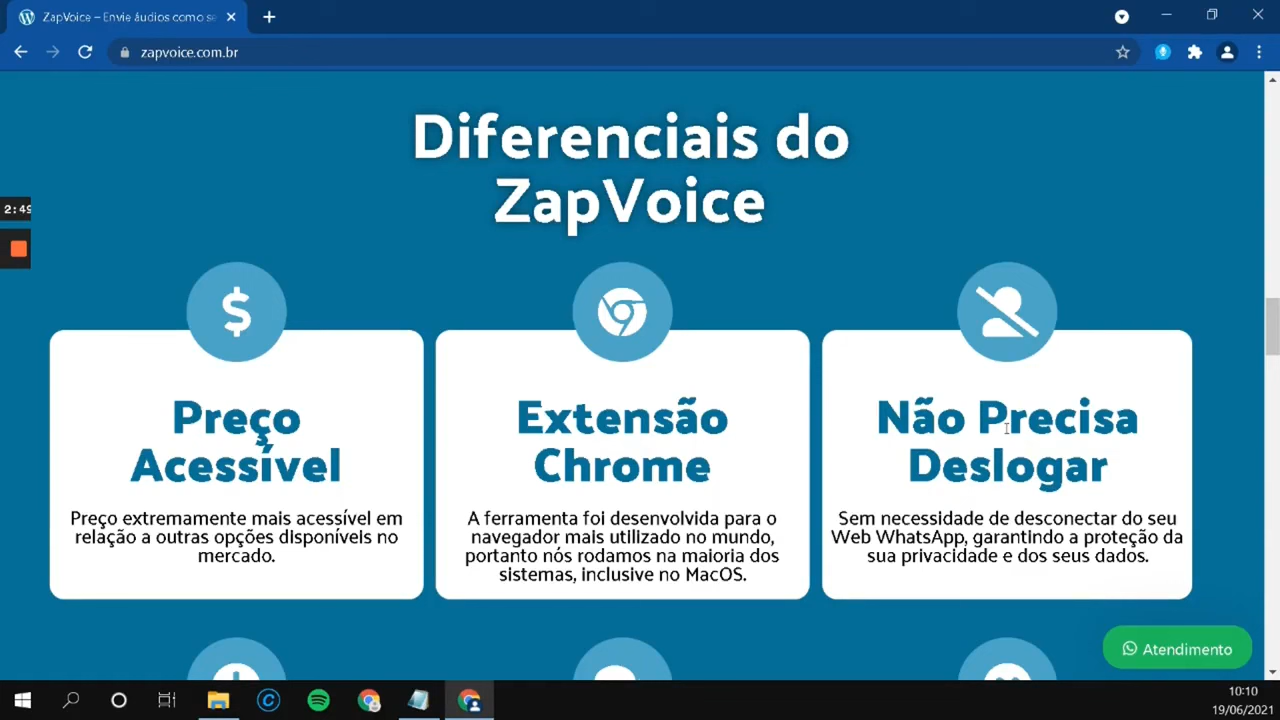 ZapVoice – Envie áudios como se
zapvoice.com.br
Diferenciais do
ZapVoice
2:49
$
Preço
Acessível
Preço extremamente mais acessível em
relação a outras opções disponíveis no
mercado.
Extensão
Chrome
A ferramenta foi desenvolvida para o
navegador mais utilizado no mundo,
portanto nós rodamos na maioria dos
sistemas, inclusive no MacOS.
Não Precisa
Deslogar
Sem necessidade de desconectar do seu
Web WhatsApp, garantindo a proteção da
sua privacidade e dos seus dados.
Atendimento
10:10
19/06/2021